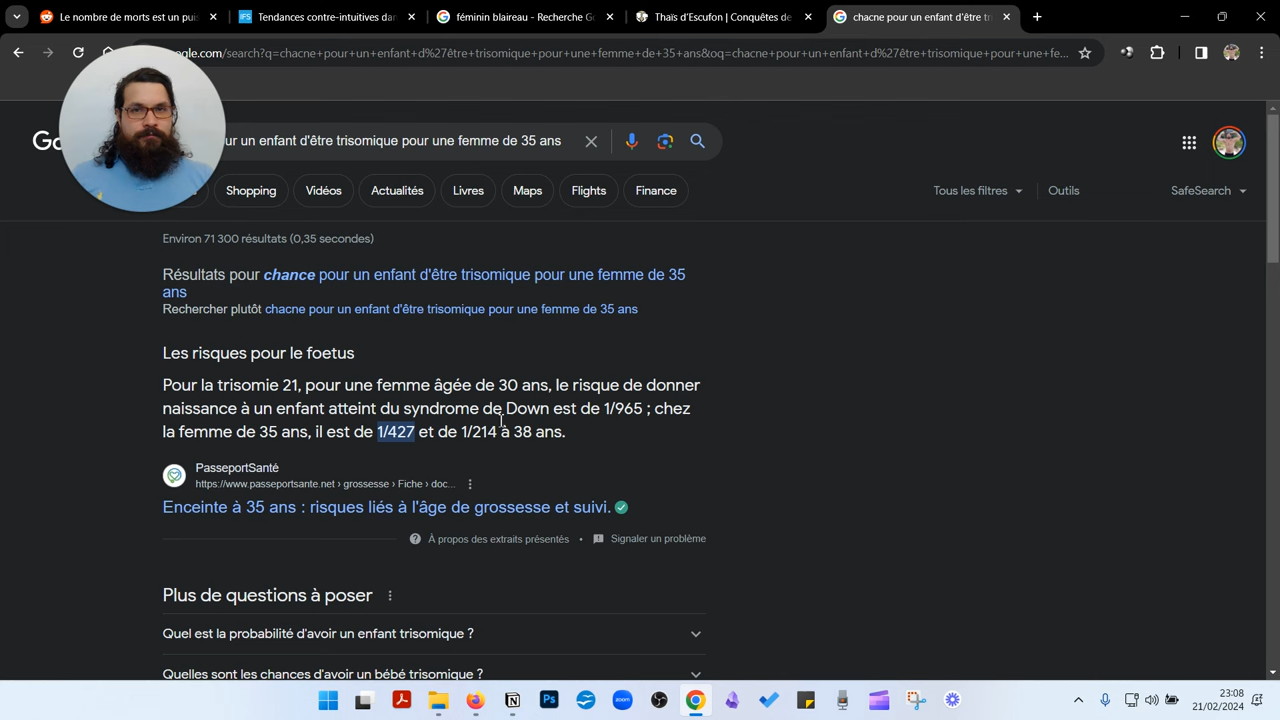 Le nombre de morts est un puis
Tendances contre-intuitives dan
féminin blaireau - Recherche Go
Thaïs d'Escufon | Conquêtes de
chacne pour un enfant d'être tri
.com/search?q=chacne+pour+un+enfant+d%27être+trisomique+pour+une+femme+de+35+ans&oq=chacne+pour+un+enfant+d%27être+trisomique+pour+une+fe...
Go
ur un enfant d'être trisomique pour une femme de 35 ans
Shopping
Vidéos
Actualités
Livres
Maps
Flights
Finance
Tous les filtres
Outils
SafeSearch
Environ 71 300 résultats (0,35 secondes)
Résultats pour chance pour un enfant d'être trisomique pour une femme de 35
ans
Rechercher plutôt chacne pour un enfant d'être trisomique pour une femme de 35 ans
Les risques pour le foetus
Pour la trisomie 21, pour une femme âgée de 30 ans, le risque de donner
naissance à un enfant atteint du syndrome de Down est de 1/965 ; chez
la femme de 35 ans, il est de 1/427 et de 1/214 à 38 ans.
PasseportSanté
https://www.passeportsante.net › grossesse › Fiche › doc...
Enceinte à 35 ans : risques liés à l'âge de grossesse et suivi.
À propos des extraits présentés
Signaler un problème
Plus de questions à poser
Quel est la probabilité d'avoir un enfant trisomique ?
Quelles sont les chances d'avoir un bébé trisomique ?
23:08
21/02/2024